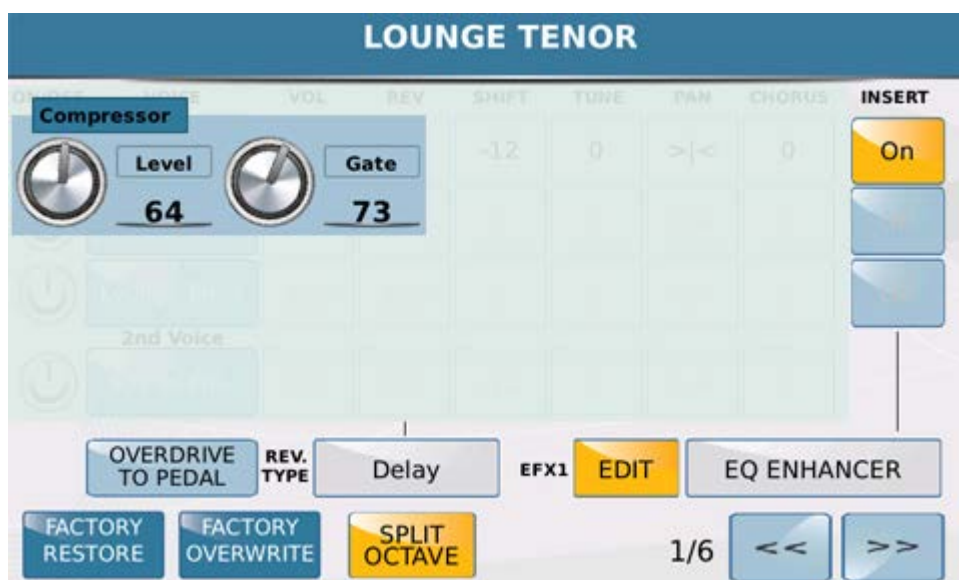 LOUNGE TENOR
VOICE VOL REV SHIFT TUNE PAN CHORUS INSERT
Compressor
Level Gate
-12 0 >|< 0 On
64 73
2nd Voice
OVERDRIVE
TO PEDAL
REV.
TYPE
Delay
EFX1 EDIT EQ ENHANCER
FACTORY
RESTORE
FACTORY
OVERWRITE
SPLIT
OCTAVE
1/6 << >>